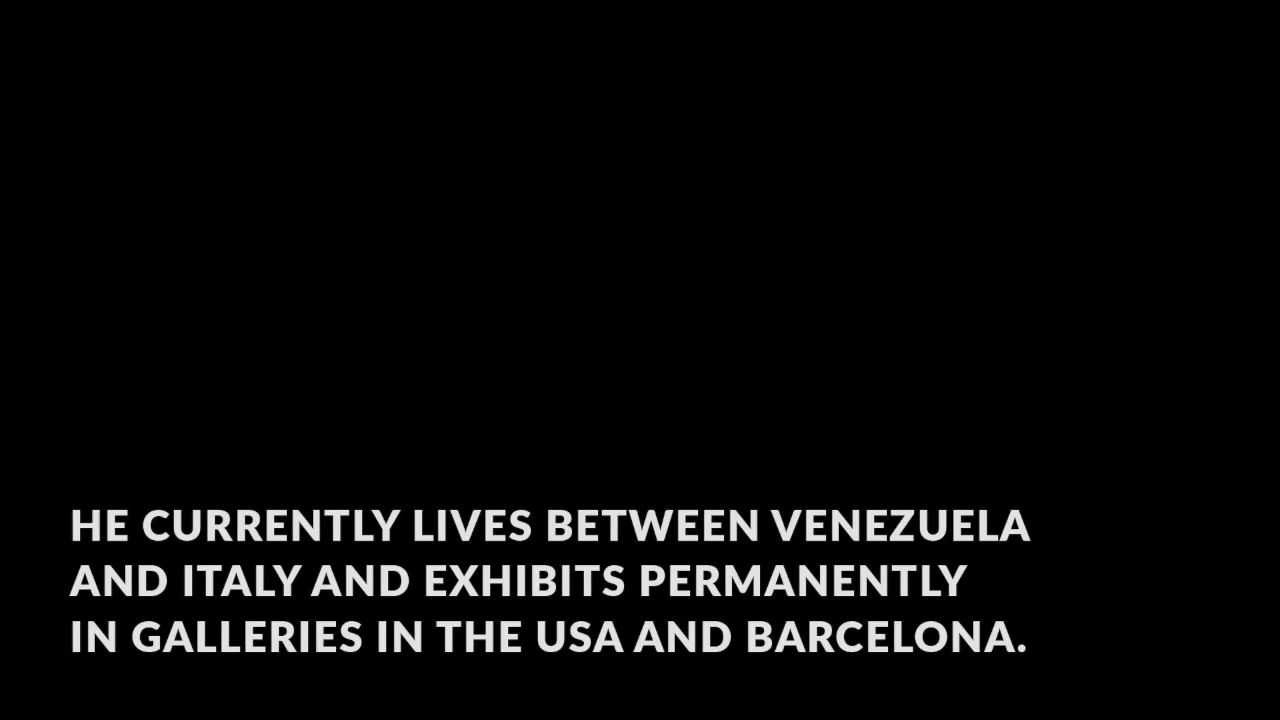 HE CURRENTLY LIVES BETWEEN VENEZUELA
AND ITALY AND EXHIBITS PERMANENTLY
IN GALLERIES IN THE USA AND BARCELONA.